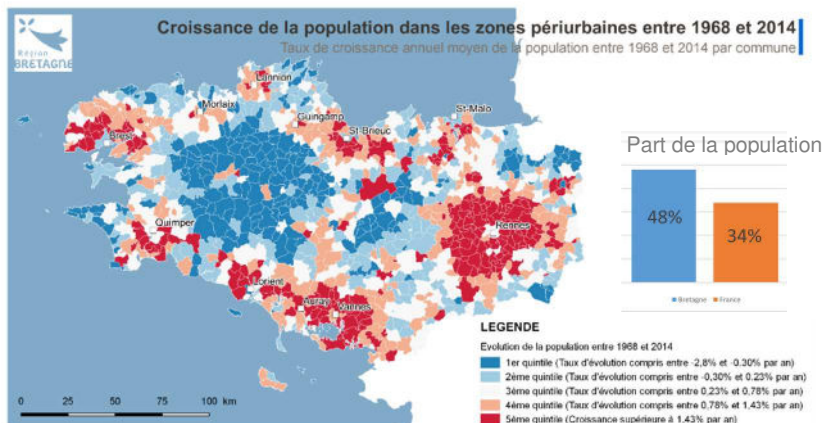 Croissance de la population dans les zones périurbaines entre 1968 et 2014
Taux de croissance annuel moyen de la population entre 1968 et 2014 par commune
Région
BRETAGNE
Lannion
Morlaix
Guingamp
St-Malo
Brest
St-Brieuc
Part de la population
48%
34%
Bretagne
France
Quimper
Rennes
Lorient
Auray
Vannes
LEGENDE
Evolution de la population entre 1968 et 2014
1er quintile (Taux d'évolution compris entre -2,8% et -0.30% par an)
2ème quintile (Taux d'évolution compris entre -0,30% et 0.23% par an)
3ème quintile (Taux d'évolution compris entre 0,23% et 0,78% par an)
4ème quintile (Taux d'évolution compris entre 0,78% et 1,43% par an)
5ème quintile (Croissance supérieure à 1,43% par an)
0 25 50 75 100 km